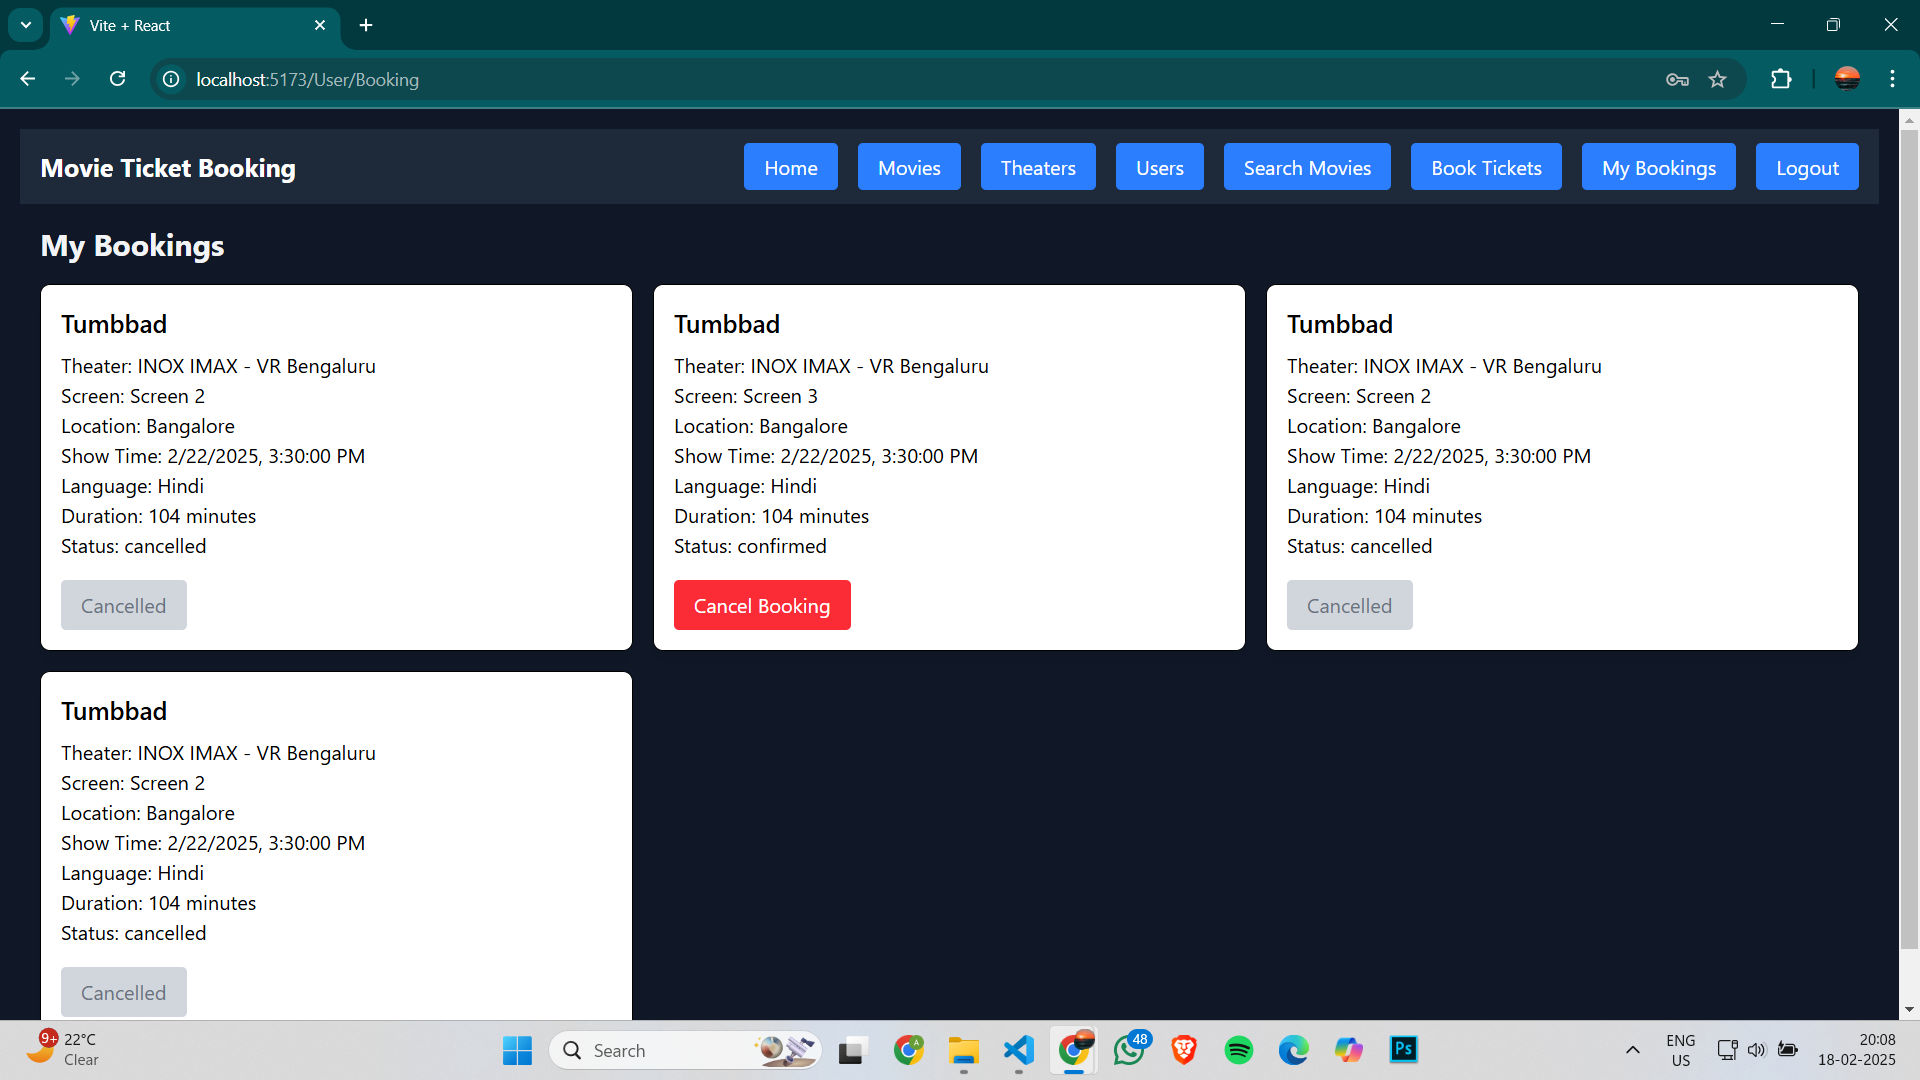 Vite + React
localhost:5173/User/Booking
Movie Ticket Booking
Home
Movies
Theaters
Users
Search Movies
Book Tickets
My Bookings
Logout
My Bookings
Tumbbad
Theater: INOX IMAX - VR Bengaluru
Screen: Screen 2
Location: Bangalore
Show Time: 2/22/2025, 3:30:00 PM
Language: Hindi
Duration: 104 minutes
Status: cancelled
Cancelled
Tumbbad
Theater: INOX IMAX - VR Bengaluru
Screen: Screen 3
Location: Bangalore
Show Time: 2/22/2025, 3:30:00 PM
Language: Hindi
Duration: 104 minutes
Status: confirmed
Cancel Booking
Tumbbad
Theater: INOX IMAX - VR Bengaluru
Screen: Screen 2
Location: Bangalore
Show Time: 2/22/2025, 3:30:00 PM
Language: Hindi
Duration: 104 minutes
Status: cancelled
Cancelled
Tumbbad
Theater: INOX IMAX - VR Bengaluru
Screen: Screen 2
Location: Bangalore
Show Time: 2/22/2025, 3:30:00 PM
Language: Hindi
Duration: 104 minutes
Status: cancelled
Cancelled
9+
22°C
Clear
Search
A
48
Ps
ENG
US
20:08
18-02-2025